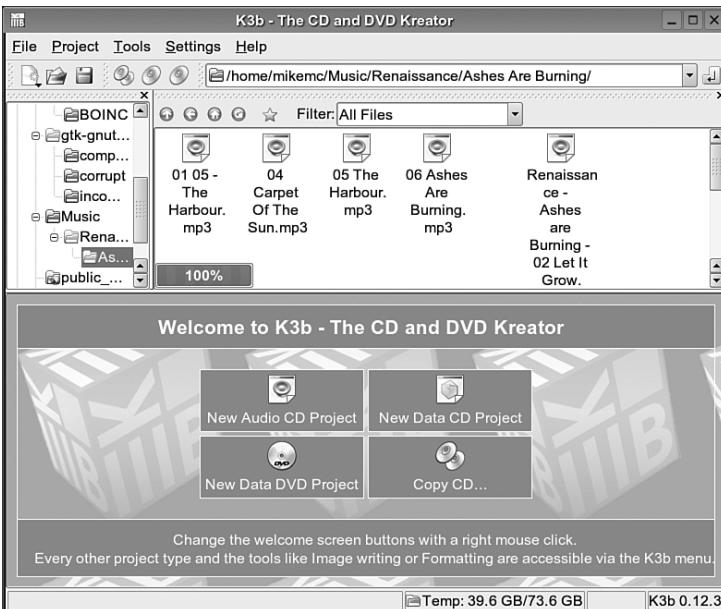 K3b - The CD and DVD Kreator
File Project Tools Settings Help
/home/mikemc/Music/Renaissance/Ashes Are Burning/
BOINC
gtk-gnut...
comp...
corrupt
inco...
Music
Rena...
As...
public_...
Filter: All Files
01 05 -
The
Harbour.
mp3
04
Carpet
Of The
Sun.mp3
05 The
Harbour.
mp3
06 Ashes
Are
Burning.
mp3
Renaissan
ce -
Ashes
are
Burning -
02 Let It
Grow.
100%
Welcome to K3b - The CD and DVD Kreator
New Audio CD Project
New Data CD Project
New Data DVD Project
Copy CD...
Change the welcome screen buttons with a right mouse click.
Every other project type and the tools like Image writing or Formatting are accessible via the K3b menu.
Temp: 39.6 GB/73.6 GB
K3b 0.12.3